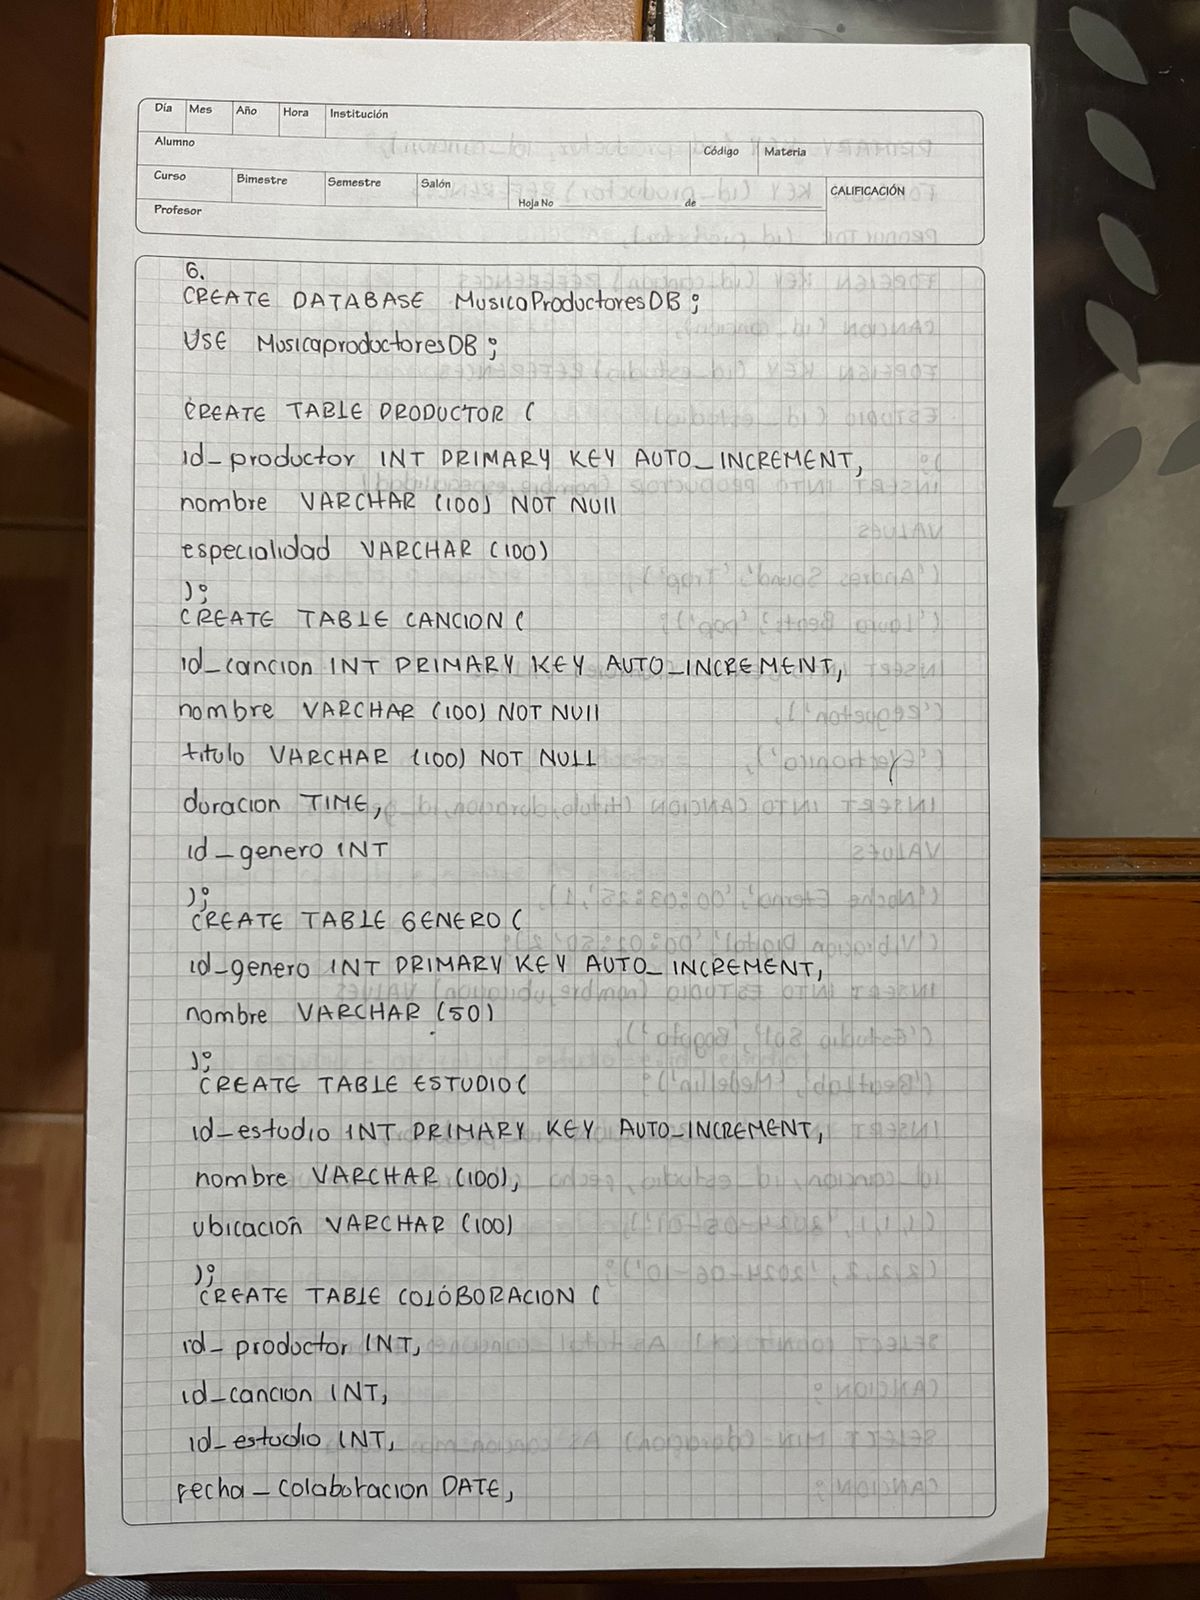 Día Mes Año Hora Institución
Alumno Código Materia
Curso Bimestre Semestre Salón Hoja No de CALIFICACIÓN
Profesor
6.
CREATE DATABASE MusicaProductoresDB;
USE MusicaproductoresDB;
CREATE TABLE PRODUCTOR (
id_productor INT PRIMARY KEY AUTO_INCREMENT,
nombre VARCHAR (100) NOT NUll
especialidad VARCHAR (100)
);
CREATE TABLE CANCION (
id_cancion INT PRIMARY KEY AUTO_INCREMENT,
nombre VARCHAR (100) NOT NUll
titulo VARCHAR (100) NOT NULL
duracion TIME,
id_genero INT
);
CREATE TABLE GENERO (
id_genero INT PRIMARY KEY AUTO_INCREMENT,
nombre VARCHAR (50)
);
CREATE TABLE ESTUDIO (
id_estudio INT PRIMARY KEY AUTO_INCREMENT,
nombre VARCHAR (100),
ubicación VARCHAR (100)
);
CREATE TABLE COLÓBORACION (
id_productor INT,
id_cancion INT,
id_estudio INT,
fecha_colaboracion DATE,